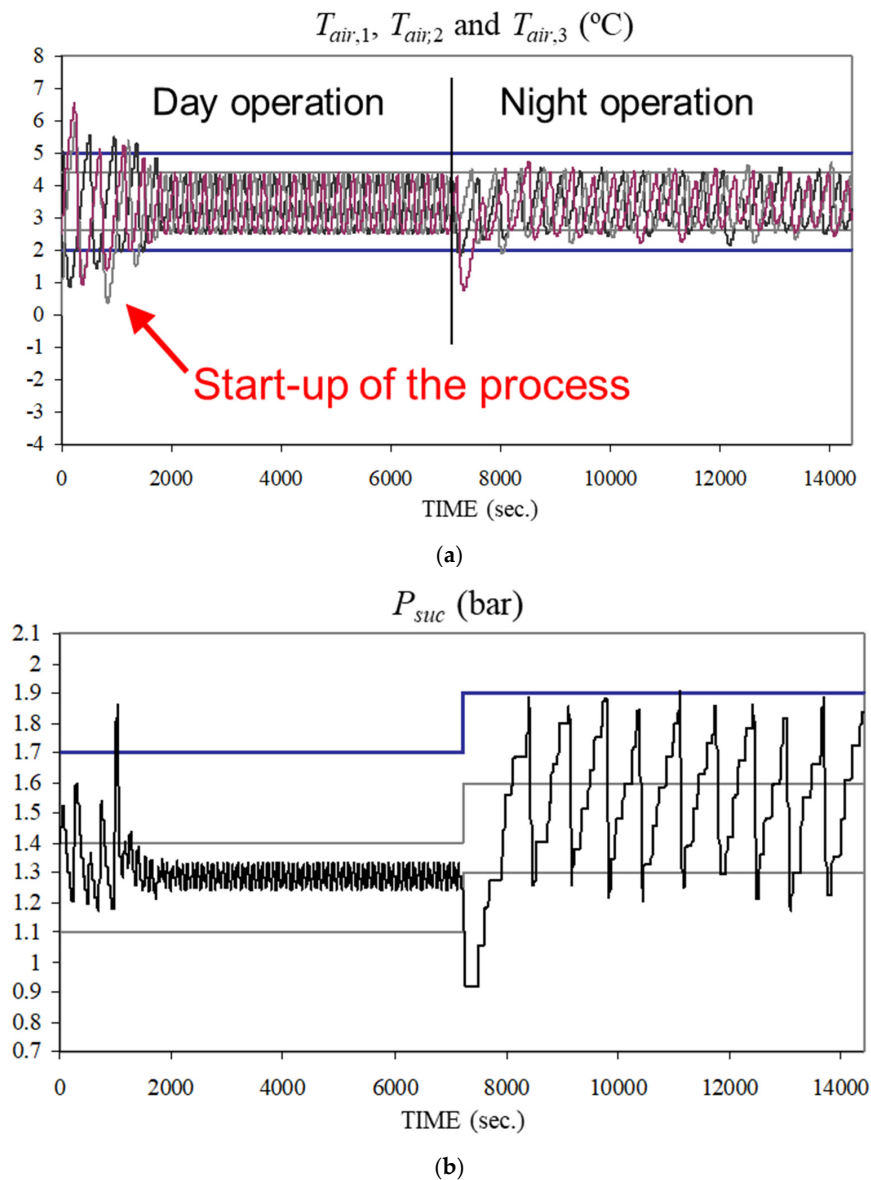 T_air,1, T_air,2 and T_air,3 (ºC)
8
7
Day operation Night operation
6
5
4
3
2
1
0
-1
Start-up of the process
-2
-3
-4
0 2000 4000 6000 8000 10000 12000 14000
TIME (sec.)
(a)
P_suc (bar)
2.1
2
1.9
1.8
1.7
1.6
1.5
1.4
1.3
1.2
1.1
1
0.9
0.8
0.7
0 2000 4000 6000 8000 10000 12000 14000
TIME (sec.)
(b)